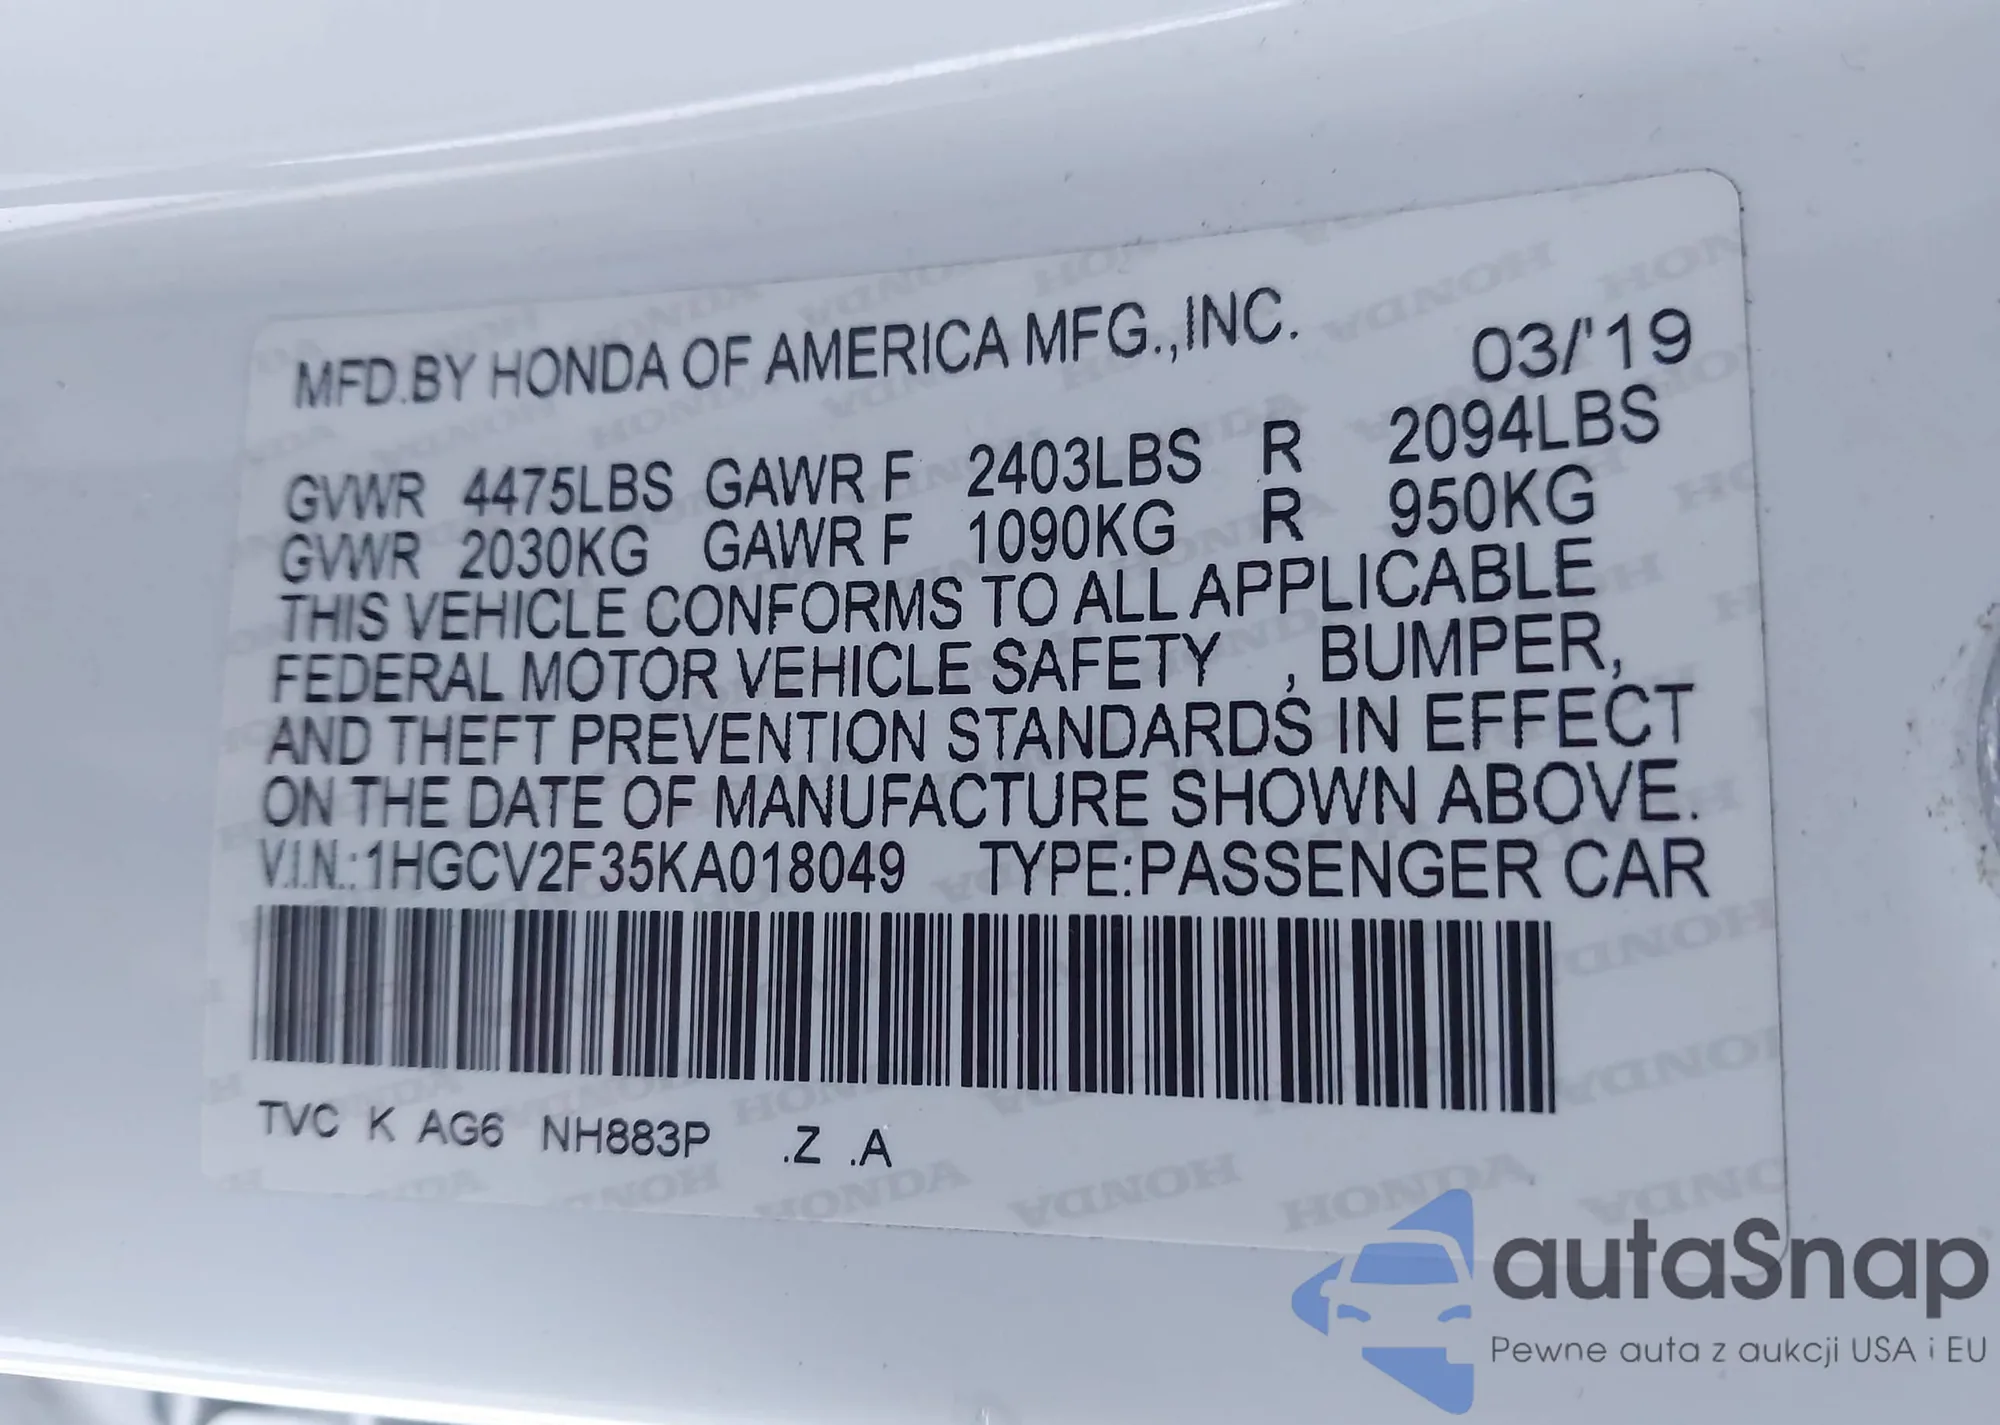 MFD.BY HONDA OF AMERICA MFG.,INC. 03/'19
GVWR 4475LBS GAWR F 2403LBS R 2094LBS
GVWR 2030KG GAWR F 1090KG R 950KG
THIS VEHICLE CONFORMS TO ALL APPLICABLE
FEDERAL MOTOR VEHICLE SAFETY , BUMPER,
AND THEFT PREVENTION STANDARDS IN EFFECT
ON THE DATE OF MANUFACTURE SHOWN ABOVE.
V.I.N.:1HGCV2F35KA018049 TYPE:PASSENGER CAR
TVC K AG6 NH883P .Z .A
autaSnap
Pewne auta z aukcji USA i EU